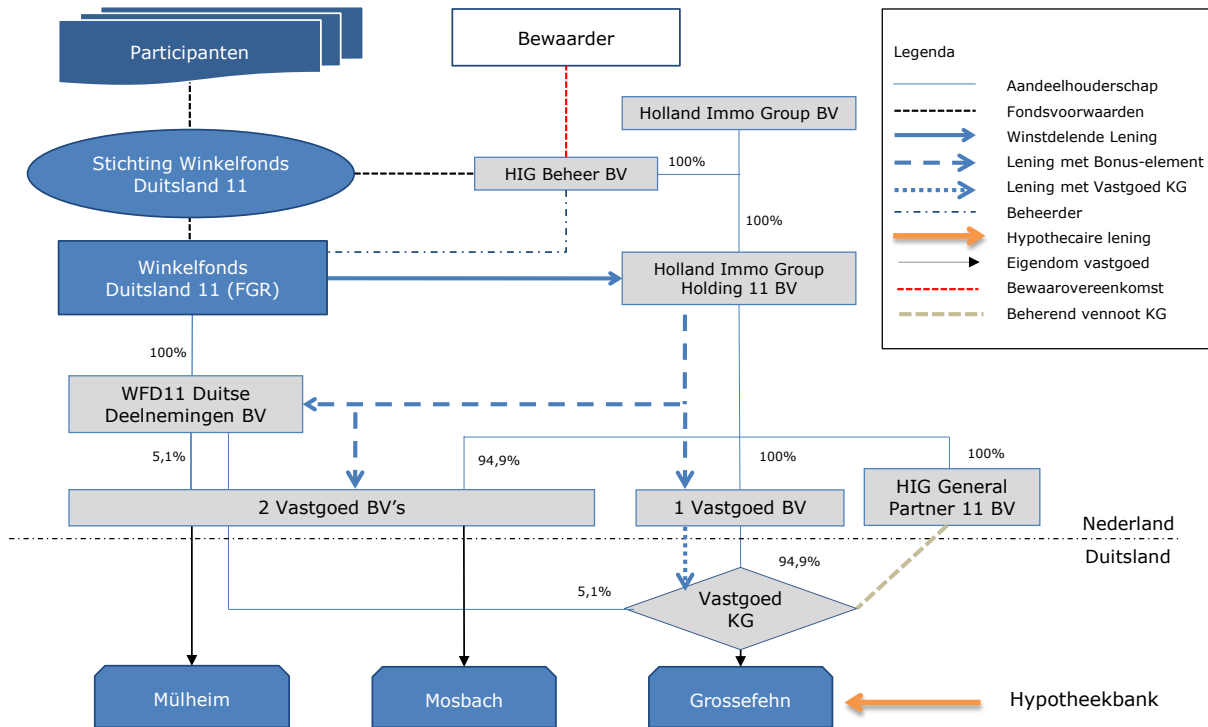 Participanten
Bewaarder
Legenda
Aandeelhouderschap
Fondsvoorwaarden
Winstdelende Lening
Lening met Bonus-element
Lening met Vastgoed KG
Beheerder
Hypothecaire lening
Eigendom vastgoed
Bewaarovereenkomst
Beherend vennoot KG
Holland Immo Group BV
Stichting Winkelfonds
Duitsland 11
HIG Beheer BV
100%
100%
Winkelfonds
Duitsland 11 (FGR)
Holland Immo Group
Holding 11 BV
100%
WFD11 Duitse
Deelnemingen BV
5,1%
94,9%
100%
100%
2 Vastgoed BV's
1 Vastgoed BV
HIG General
Partner 11 BV
Nederland
Duitsland
94,9%
5,1%
Vastgoed
KG
Mülheim
Mosbach
Grossefehn
Hypotheekbank